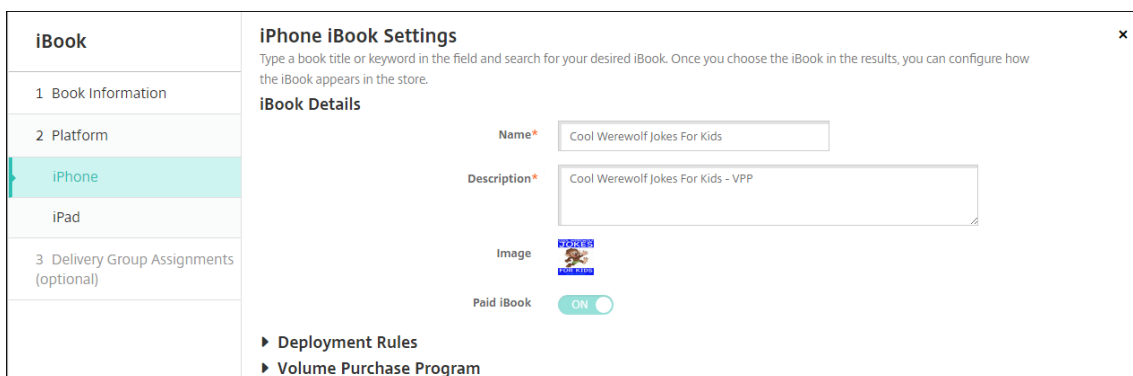 iBook
1 Book Information
2 Platform
iPhone
iPad
3 Delivery Group Assignments
(optional)
iPhone iBook Settings
Type a book title or keyword in the field and search for your desired iBook. Once you choose the iBook in the results, you can configure how
the iBook appears in the store.
iBook Details
Name*
Cool Werewolf Jokes For Kids
Description*
Cool Werewolf Jokes For Kids - VPP
Image
JOKES
FOR KIDS
Paid iBook
ON
Deployment Rules
Volume Purchase Program